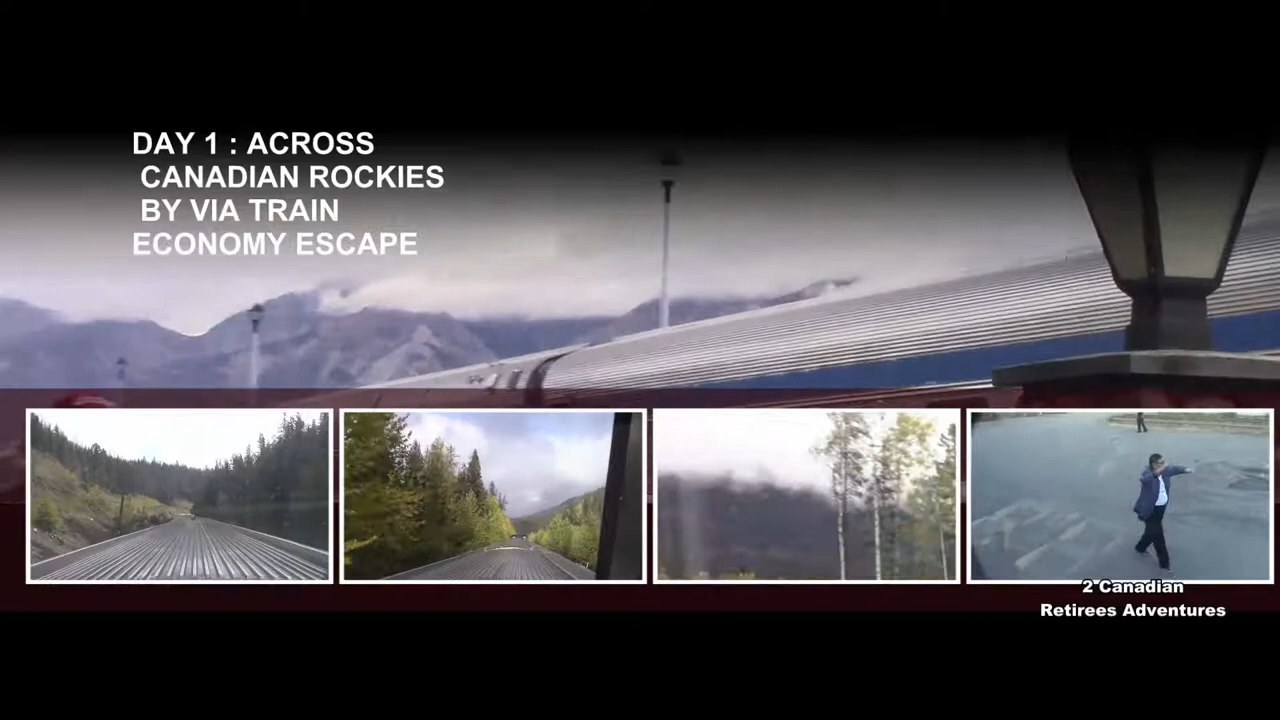 DAY 1 : ACROSS
CANADIAN ROCKIES
BY VIA TRAIN
ECONOMY ESCAPE
2 Canadian
Retirees Adventures